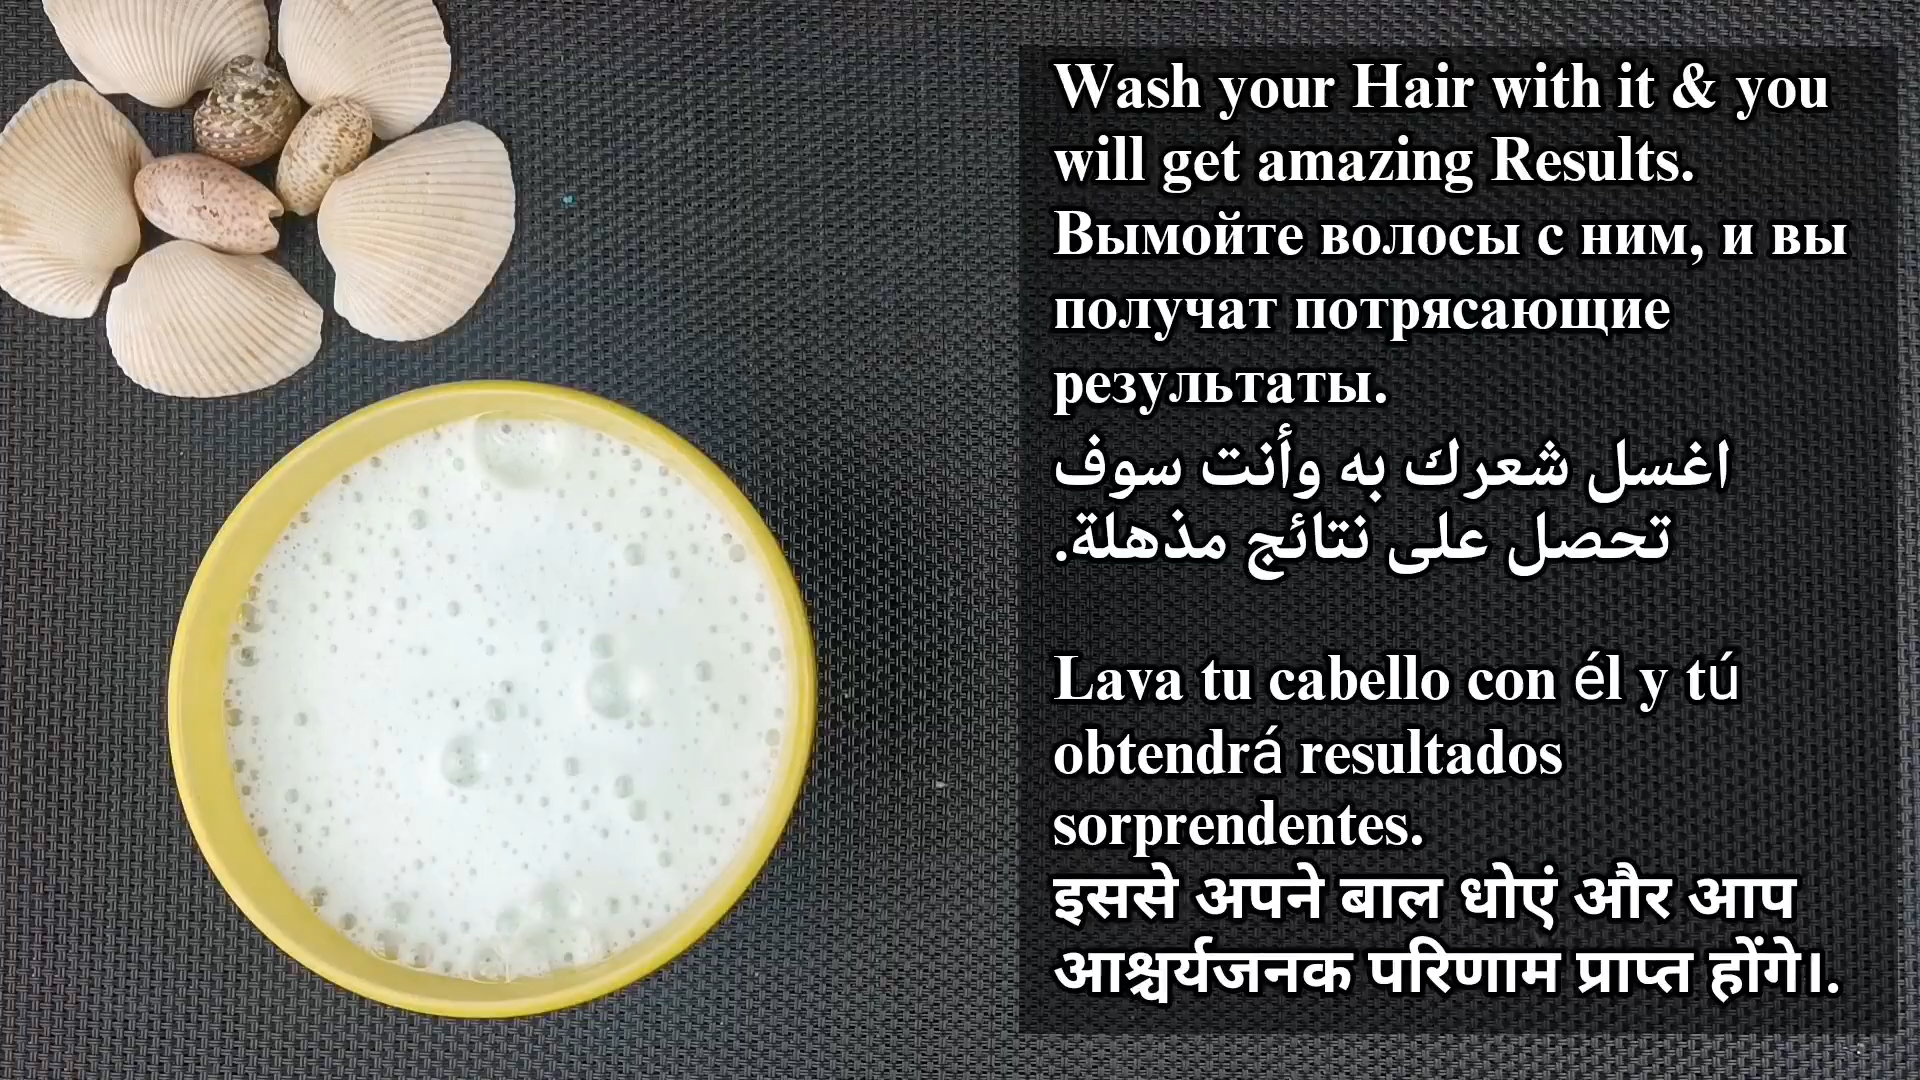 Wash your Hair with it & you
will get amazing Results.
Вымойте волосы с ним, и вы
получат потрясающие
результаты.
اغسل شعرك به وأنت سوف
تحصل على نتائج مذهلة.
Lava tu cabello con él y tú
obtendrá resultados
sorprendentes.
इससे अपने बाल धोएं और आप
आश्चर्यजनक परिणाम प्राप्त होंगे।.